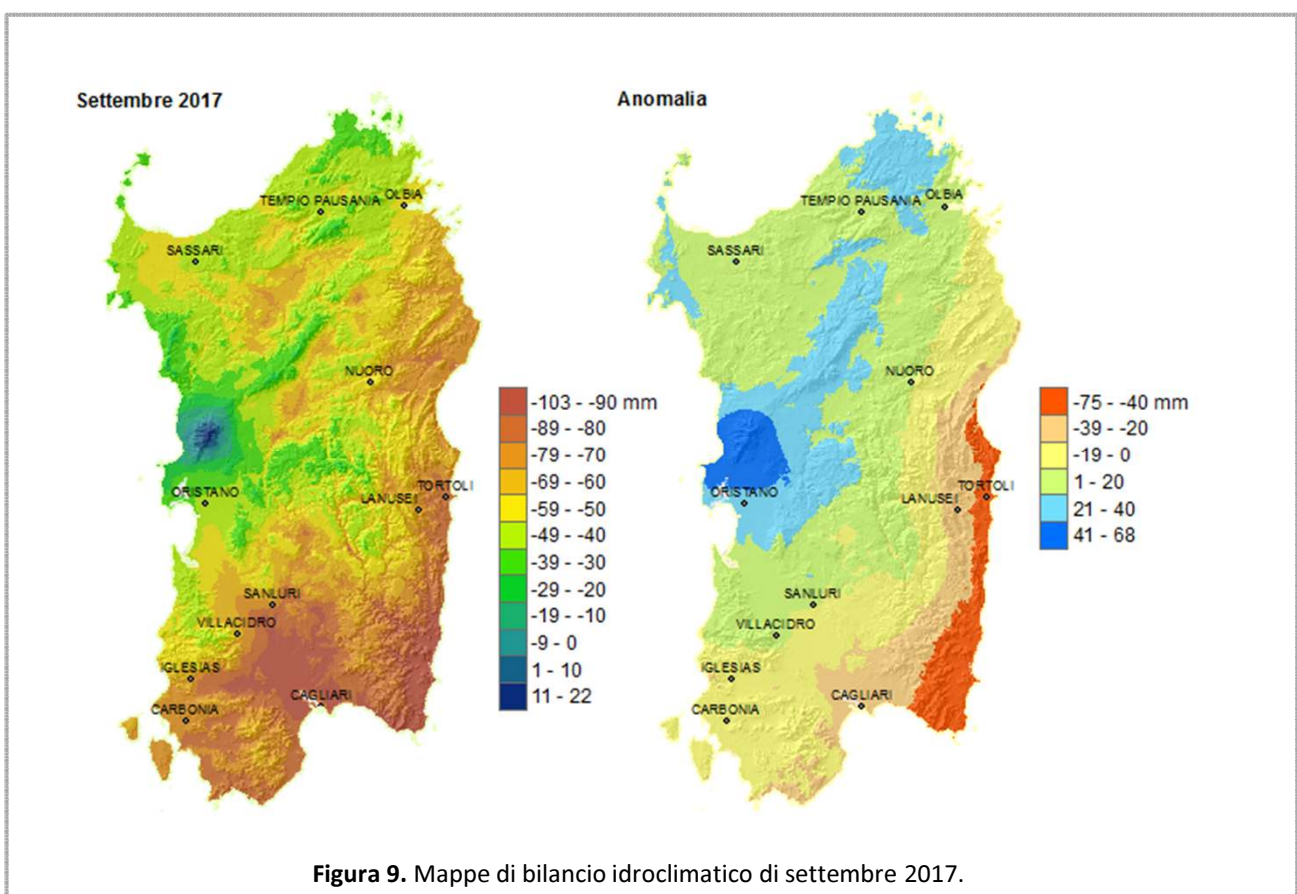 Settembre 2017
TEMPIO PAUSANIA
OLBIA
SASSARI
NUORO
ORISTANO
LANUSEI
TORTOLI
SANLURI
VILLACIDRO
IGLESIAS
CAGLIARI
CARBONIA
-103 - -90 mm
-89 - -80
-79 - -70
-69 - -60
-59 - -50
-49 - -40
-39 - -30
-29 - -20
-19 - -10
-9 - 0
1 - 10
11 - 22
Anomalia
TEMPIO PAUSANIA
OLBIA
SASSARI
NUORO
ORISTANO
LANUSEI
TORTOLI
SANLURI
VILLACIDRO
IGLESIAS
CAGLIARI
CARBONIA
-75 - -40 mm
-39 - -20
-19 - 0
1 - 20
21 - 40
41 - 68
Figura 9. Mappe di bilancio idroclimatico di settembre 2017.